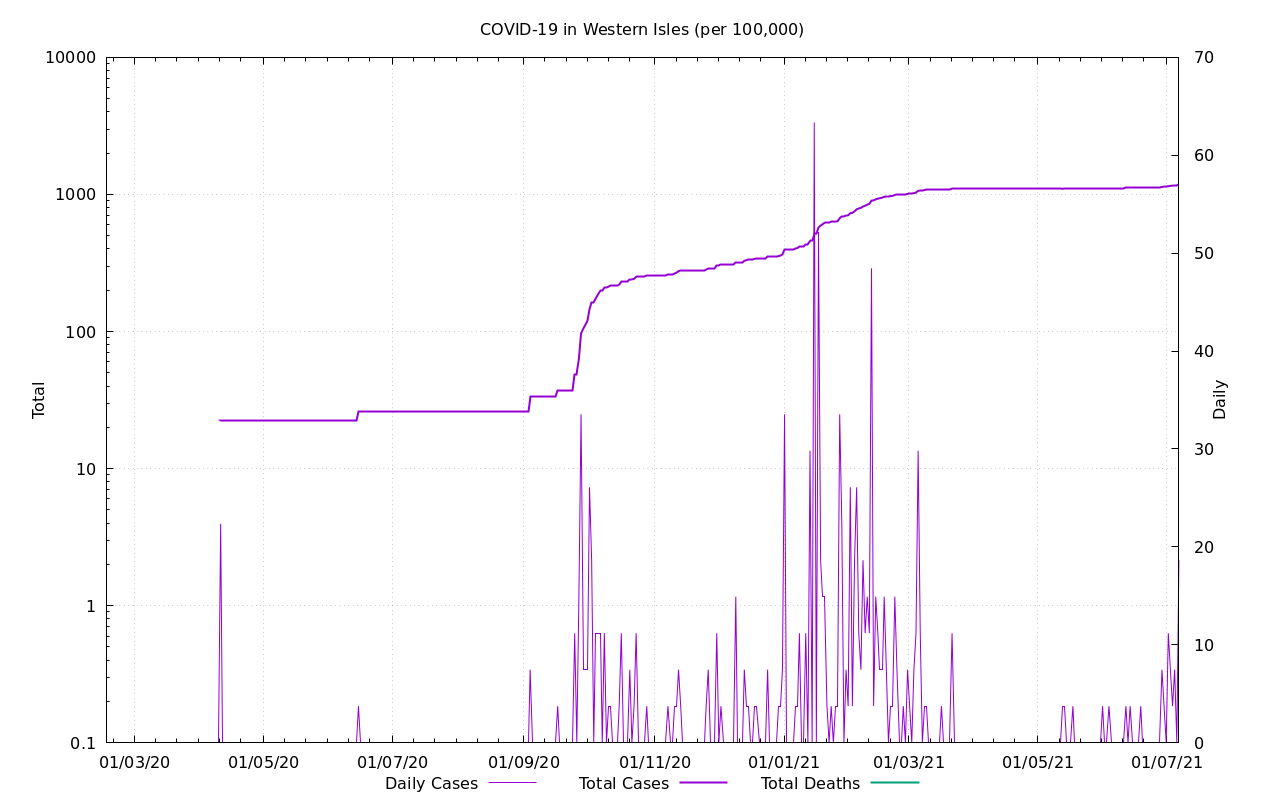 COVID-19 in Western Isles (per 100,000)
10000
1000
100
10
1
0.1
Total
70
60
50
40
30
20
10
0
Daily
01/03/20 01/05/20 01/07/20 01/09/20 01/11/20 01/01/21 01/03/21 01/05/21 01/07/21
Daily Cases Total Cases Total Deaths